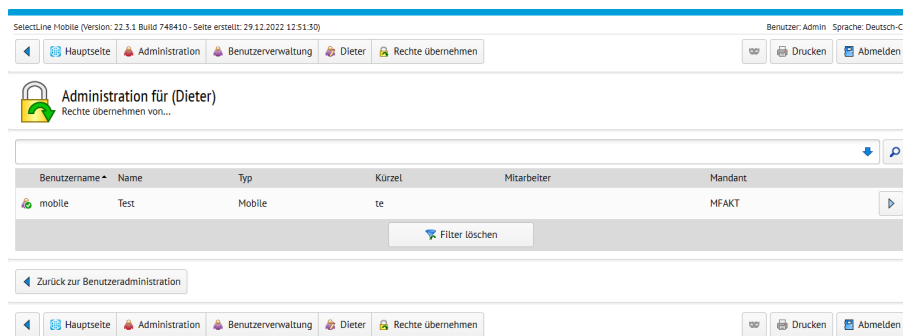 SelectLine Mobile (Version: 22.3.1 Build 748410 - Seite erstellt: 29.12.2022 12:51:30) Benutzer: Admin Sprache: Deutsch-C
Hauptseite Administration Benutzerverwaltung Dieter Rechte übernehmen Drucken Abmelden
Administration für (Dieter)
Rechte übernehmen von...
Benutzername Name Typ Kürzel Mitarbeiter Mandant
mobile Test Mobile te MFAKT
Filter löschen
Zurück zur Benutzeradministration
Hauptseite Administration Benutzerverwaltung Dieter Rechte übernehmen Drucken Abmelden